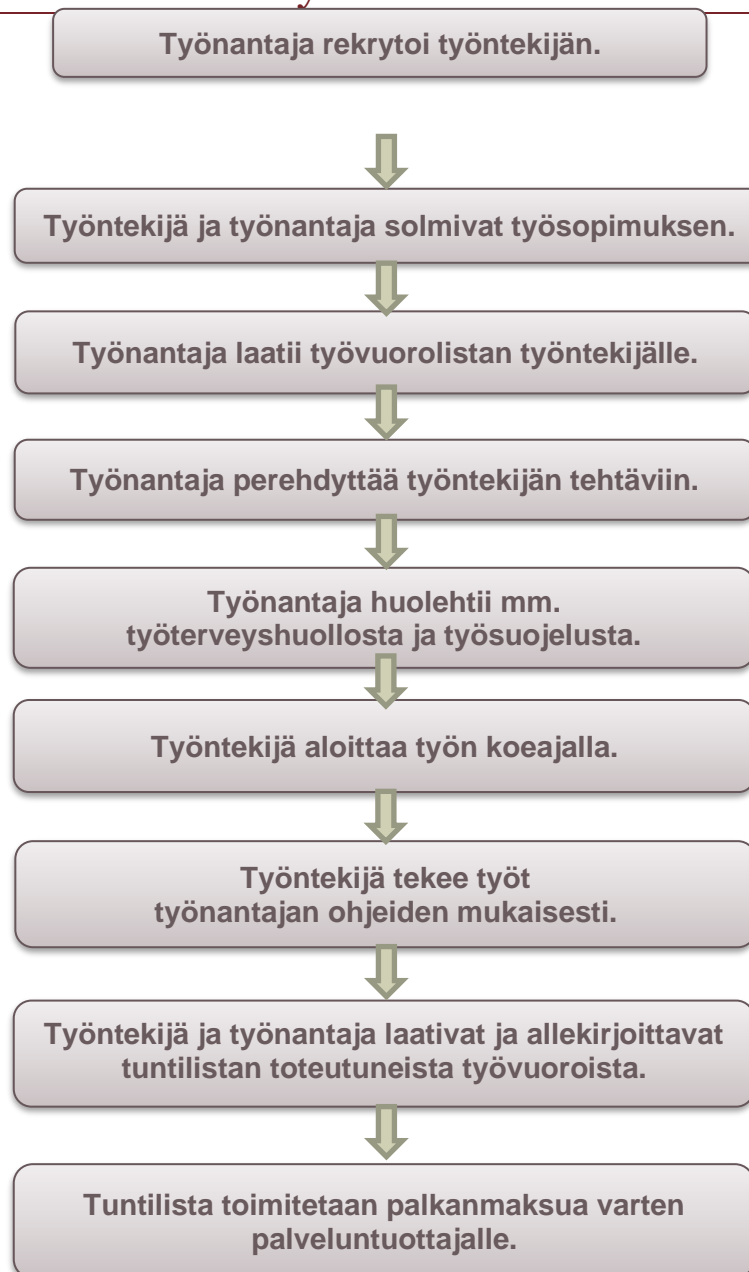 Työnantaja rekrytoi työntekijän.
Työntekijä ja työnantaja solmivat työsopimuksen.
Työnantaja laatii työvuorolistan työntekijälle.
Työnantaja perehdyttää työntekijän tehtäviin.
Työnantaja huolehtii mm.
työterveyshuollosta ja työsuojelusta.
Työntekijä aloittaa työn koeajalla.
Työntekijä tekee työt
työnantajan ohjeiden mukaisesti.
Työntekijä ja työnantaja laativat ja allekirjoittavat
tuntilistan toteutuneista työvuoroista.
Tuntilista toimitetaan palkanmaksua varten
palveluntuottajalle.